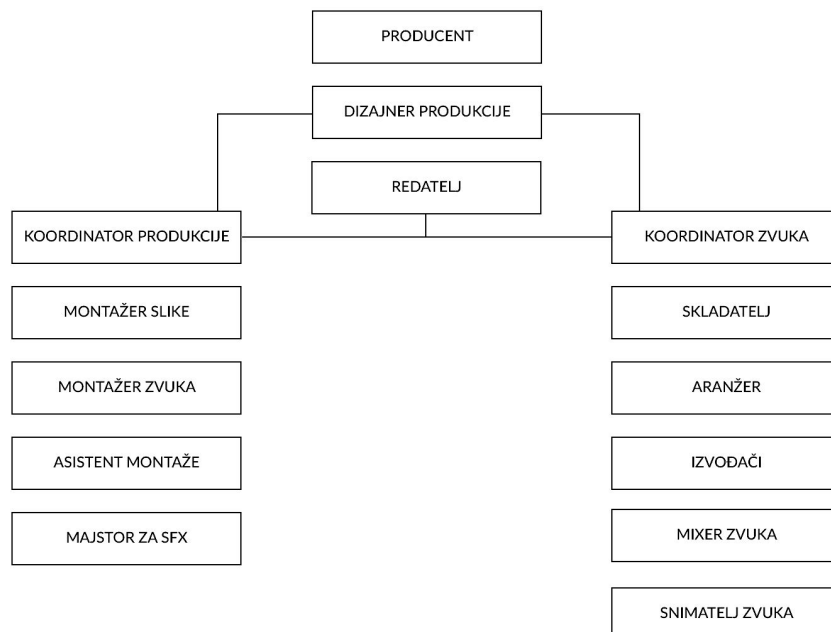 PRODUCENT
DIZAJNER PRODUKCIJE
REDATELJ
KOORDINATOR PRODUKCIJE
MONTAŽER SLIKE
MONTAŽER ZVUKA
ASISTENT MONTAŽE
MAJSTOR ZA SFX
KOORDINATOR ZVUKA
SKLADATELJ
ARANŽER
IZVOĐAČI
MIXER ZVUKA
SNIMATELJ ZVUKA